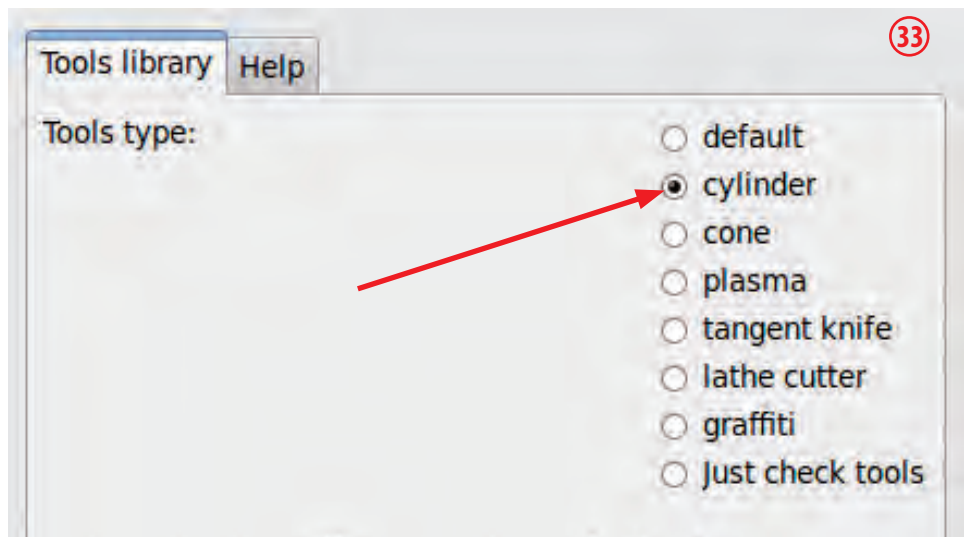 33
Tools library Help
Tools type:
default
cylinder
cone
plasma
tangent knife
lathe cutter
graffiti
Just check tools